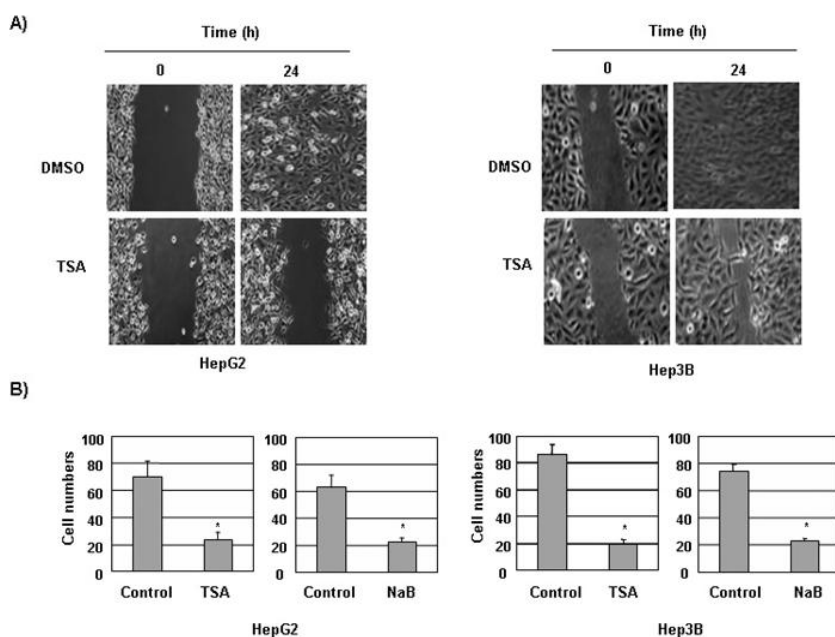 A)
Time (h)
0 24
DMSO
TSA
HepG2
Time (h)
0 24
DMSO
TSA
Hep3B
B)
Cell numbers
100
80
60
40
20
0
Control TSA
100
80
60
40
20
0
Control NaB
*
*
HepG2
Cell numbers
100
80
60
40
20
0
Control TSA
100
80
60
40
20
0
Control NaB
*
*
Hep3B